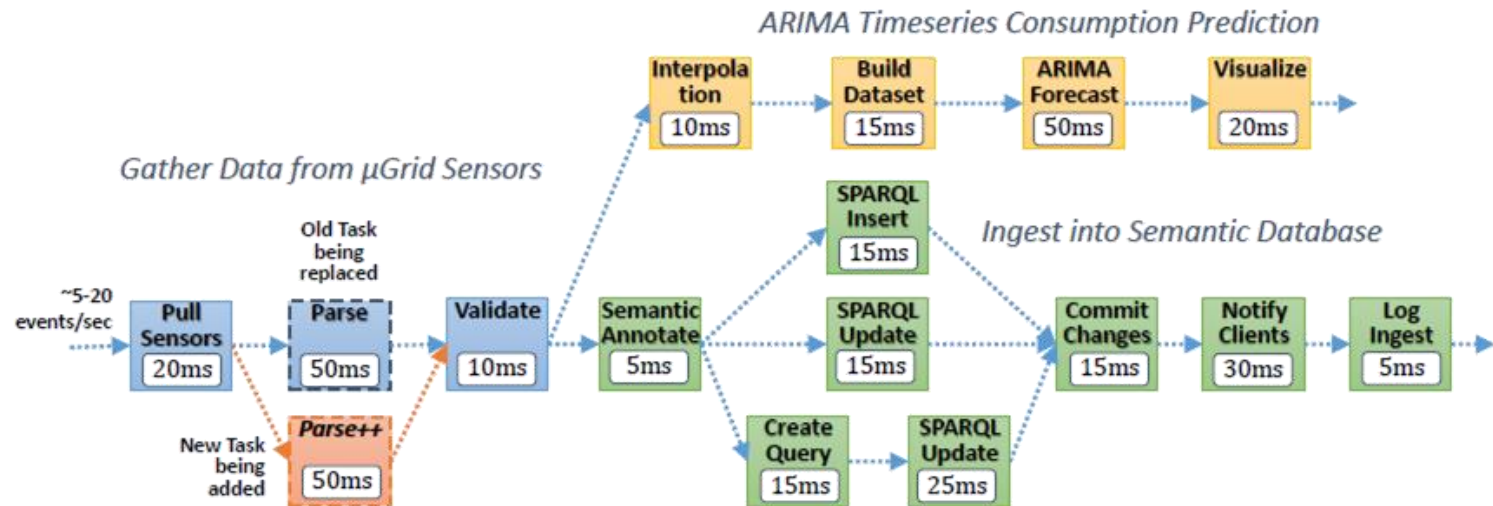 ARIMA Timeseries Consumption Prediction
Interpola
tion
10ms
Build
Dataset
15ms
ARIMA
Forecast
50ms
Visualize
20ms
Gather Data from µGrid Sensors
Old Task
being
replaced
~5-20
events/sec
Pull
Sensors
20ms
Parse
50ms
Validate
10ms
New Task
being
added
Parse++
50ms
Ingest into Semantic Database
Semantic
Annotate
5ms
SPARQL
Insert
15ms
SPARQL
Update
15ms
Create
Query
15ms
SPARQL
Update
25ms
Commit
Changes
15ms
Notify
Clients
30ms
Log
Ingest
5ms